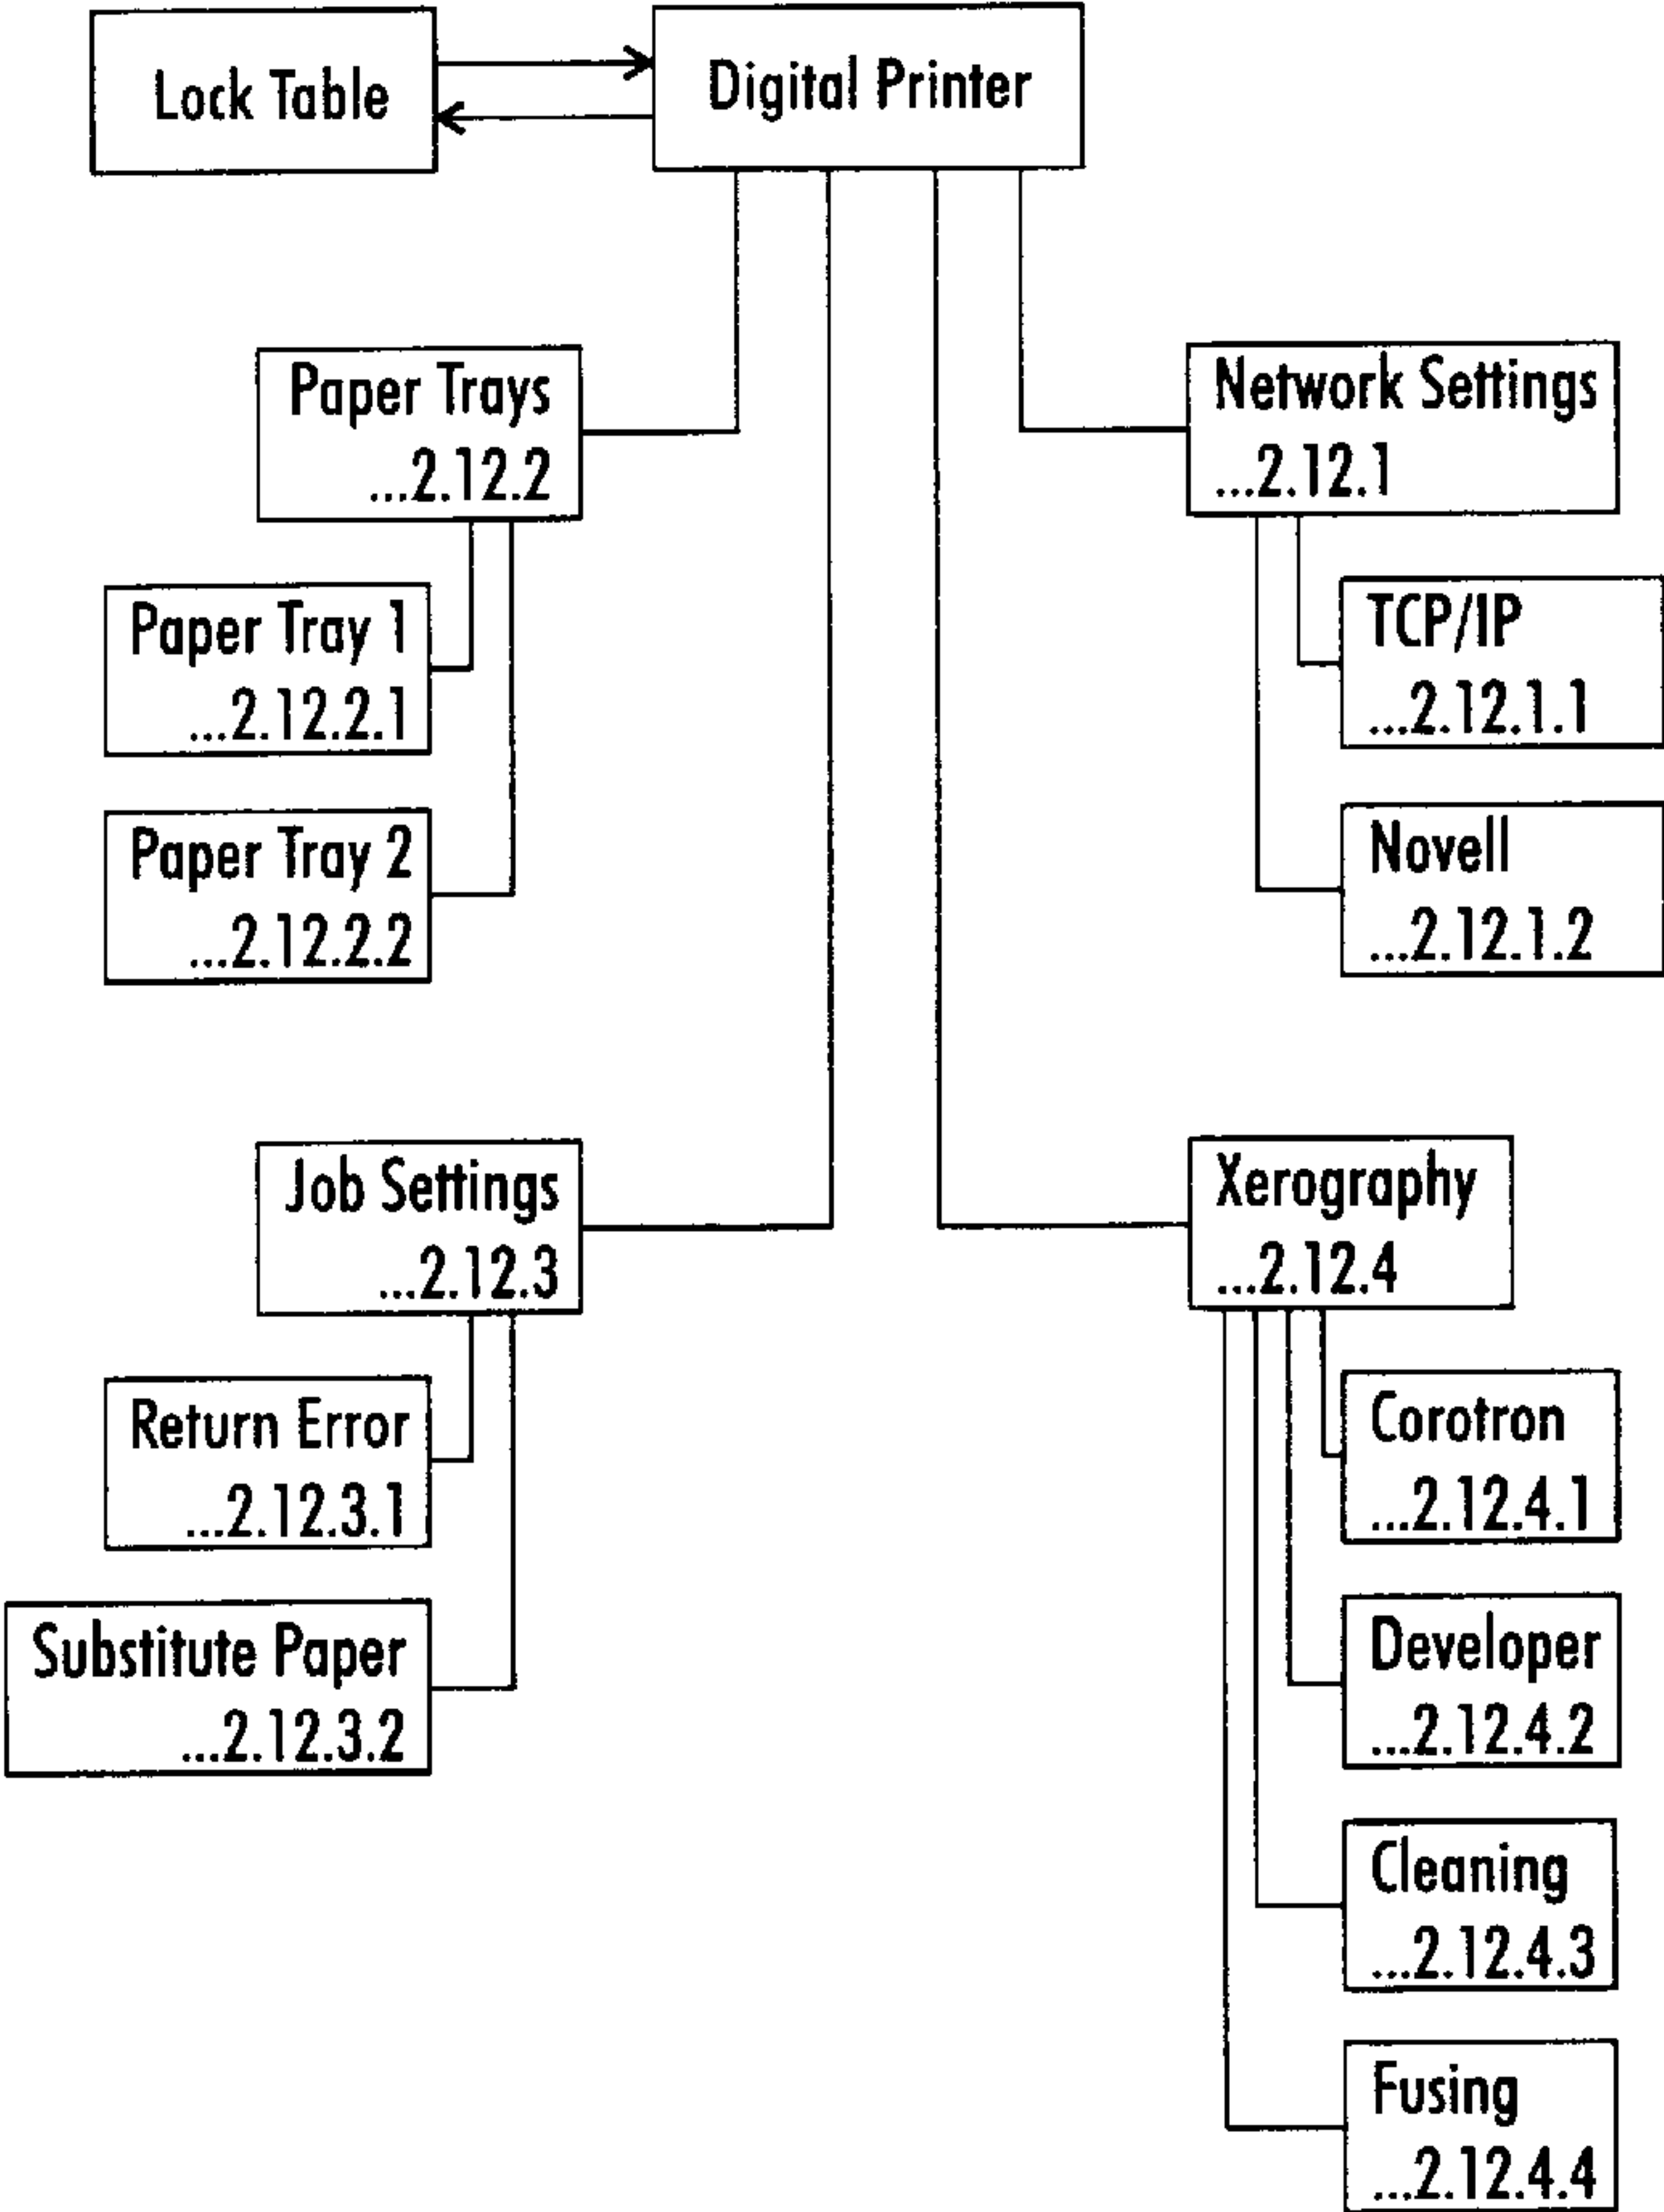 Lock Table
Digital Printer
Paper Trays
...2.12.2
Network Settings
...2.12.1
Paper Tray 1
...2.12.2.1
TCP/IP
...2.12.1.1
Paper Tray 2
...2.12.2.2
Novell
...2.12.1.2
Job Settings
...2.12.3
Xerography
...2.12.4
Return Error
...2.12.3.1
Corotron
...2.12.4.1
Substitute Paper
...2.12.3.2
Developer
...2.12.4.2
Cleaning
...2.12.4.3
Fusing
...2.12.4.4